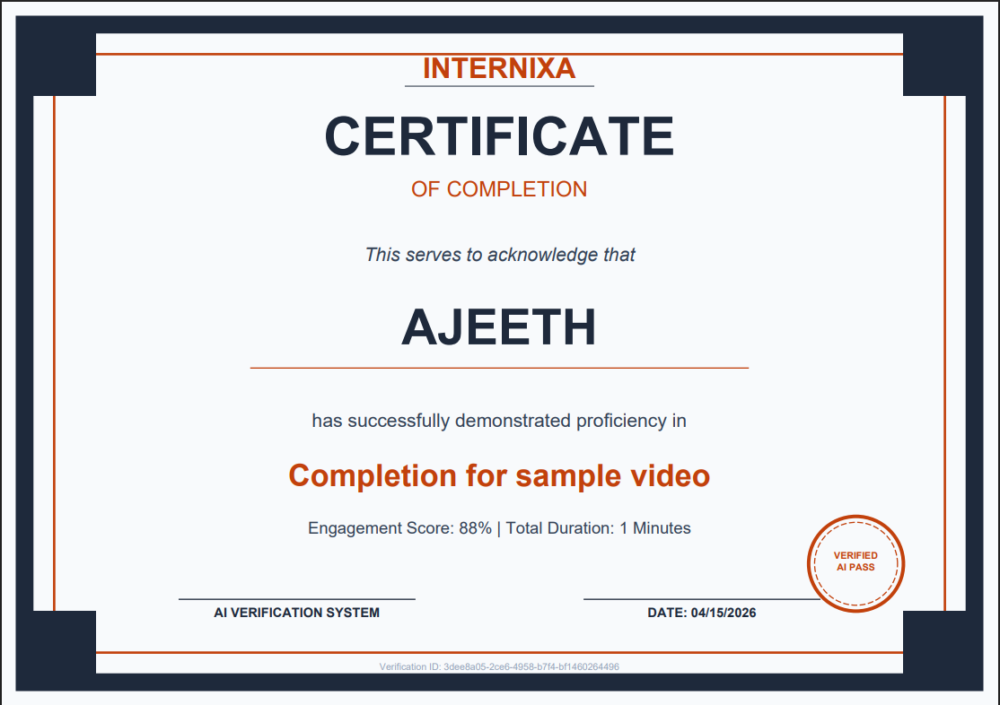 INTERNIXA
CERTIFICATE
OF COMPLETION
This serves to acknowledge that
AJEETH
has successfully demonstrated proficiency in
Completion for sample video
Engagement Score: 88% | Total Duration: 1 Minutes
VERIFIED
AI PASS
AI VERIFICATION SYSTEM
DATE: 04/15/2026
Verification ID: 3dee8a05-2ce6-4958-b7f4-bf1460264496